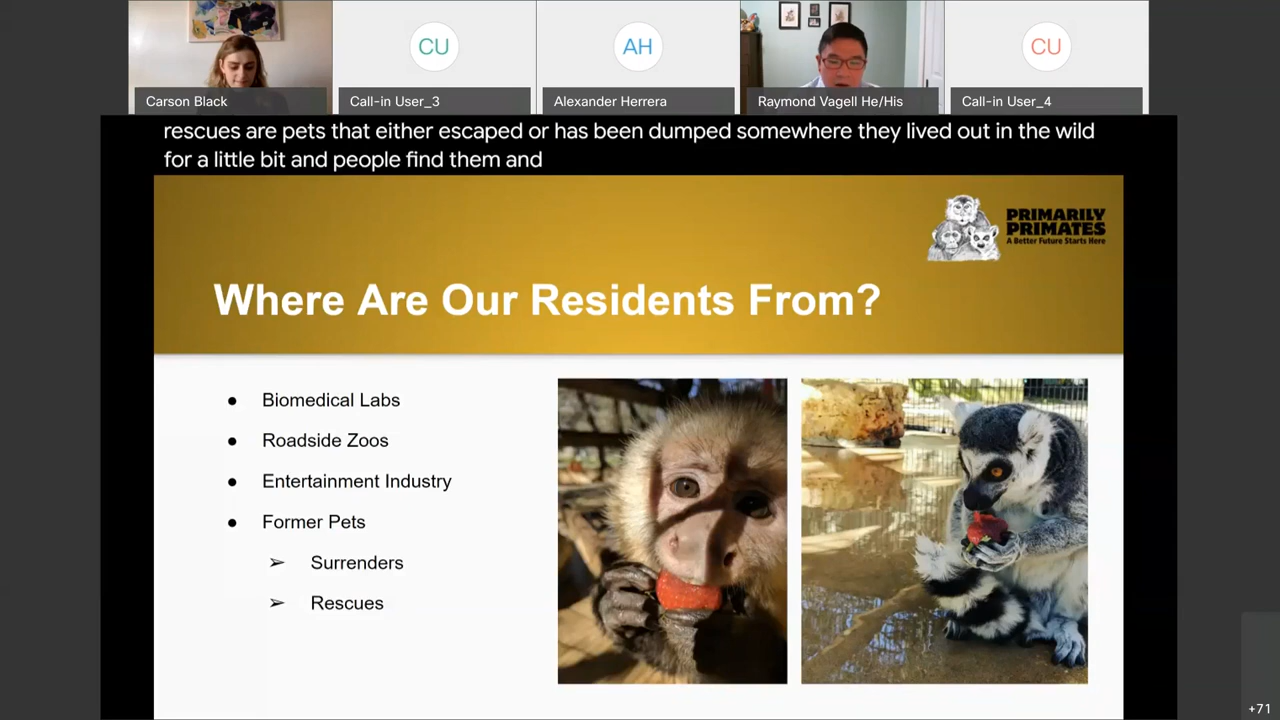 CU
AH
CU
Carson Black
Call-in User_3
Alexander Herrera
Raymond Vagell He/His
Call-in User_4
rescues are pets that either escaped or has been dumped somewhere they lived out in the wild
for a little bit and people find them and
PRIMARILY
PRIMATES
A Better Future Starts Here
Where Are Our Residents From?
● Biomedical Labs
● Roadside Zoos
● Entertainment Industry
● Former Pets
➢ Surrenders
➢ Rescues
+71